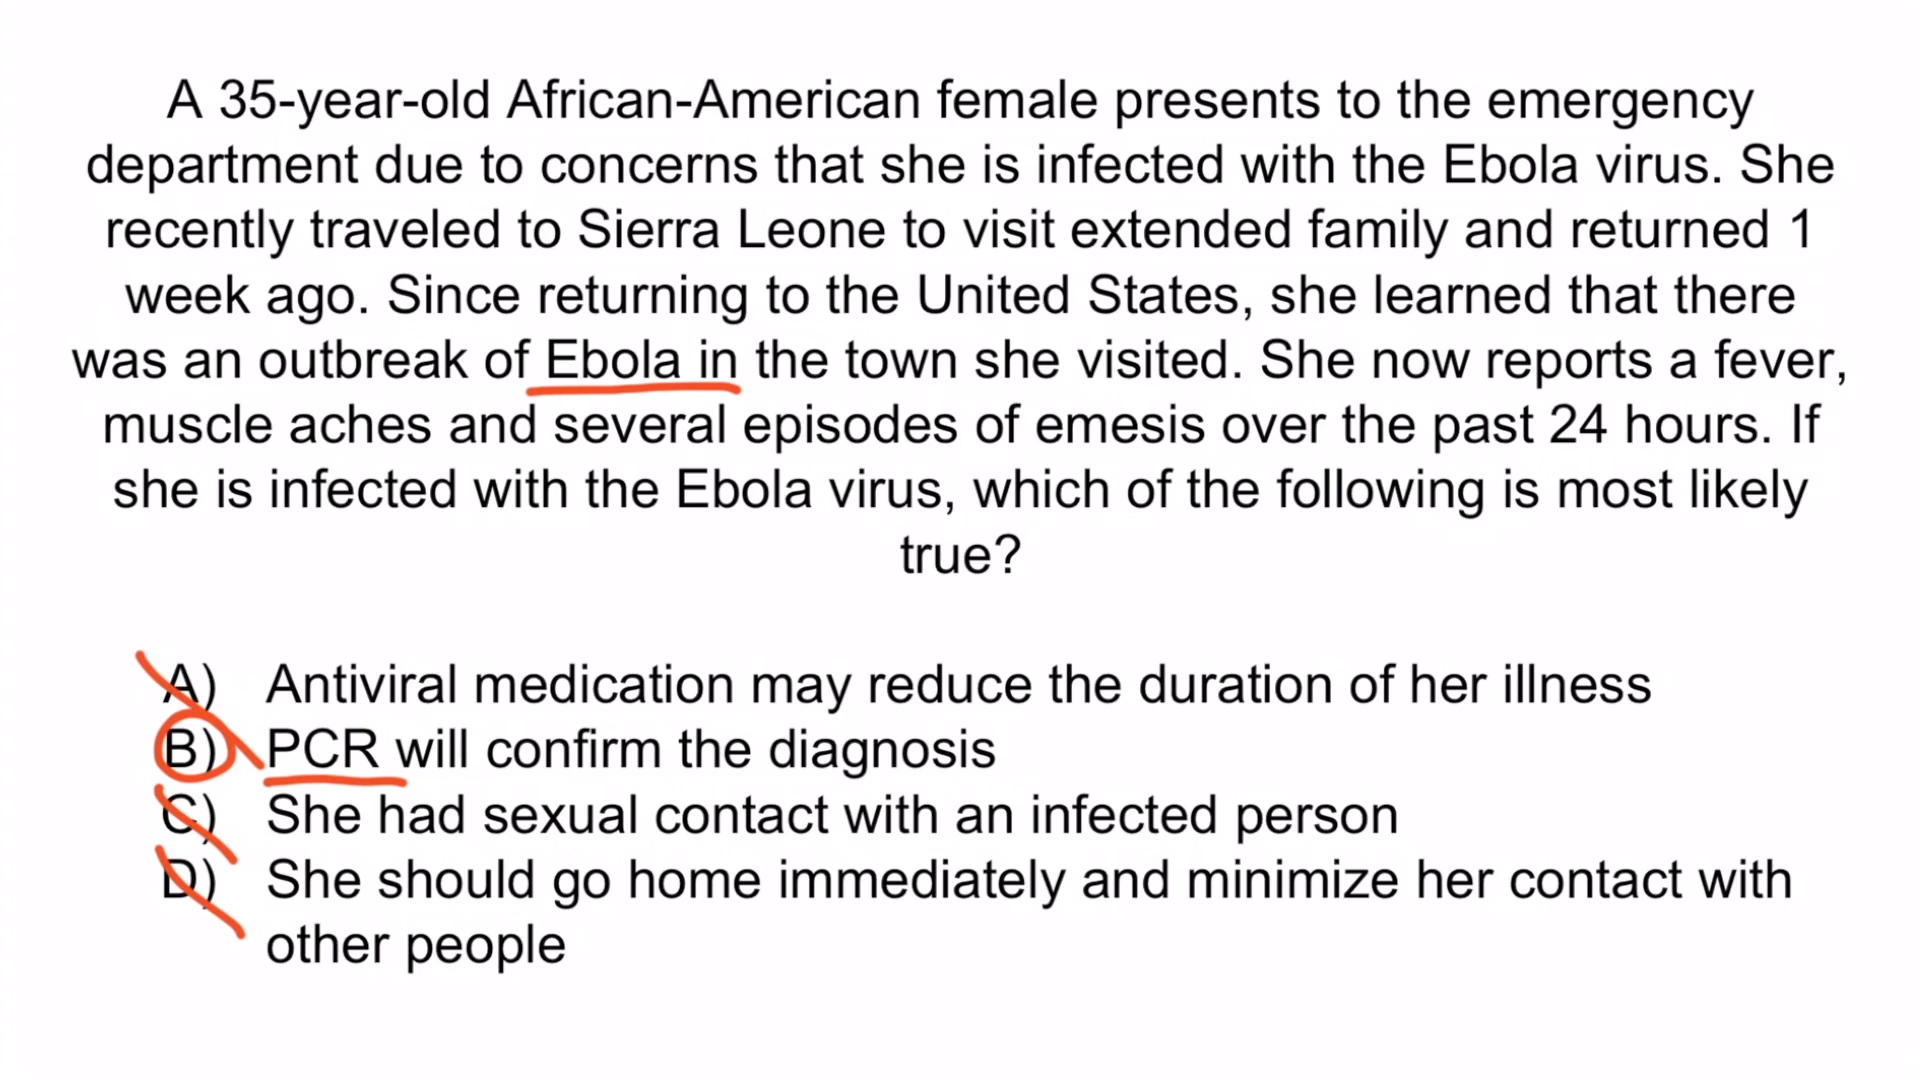 A 35-year-old African-American female presents to the emergency
department due to concerns that she is infected with the Ebola virus. She
recently traveled to Sierra Leone to visit extended family and returned 1
week ago. Since returning to the United States, she learned that there
was an outbreak of Ebola in the town she visited. She now reports a fever,
muscle aches and several episodes of emesis over the past 24 hours. If
she is infected with the Ebola virus, which of the following is most likely
true?
A) Antiviral medication may reduce the duration of her illness
B) PCR will confirm the diagnosis
C) She had sexual contact with an infected person
D) She should go home immediately and minimize her contact with
other people